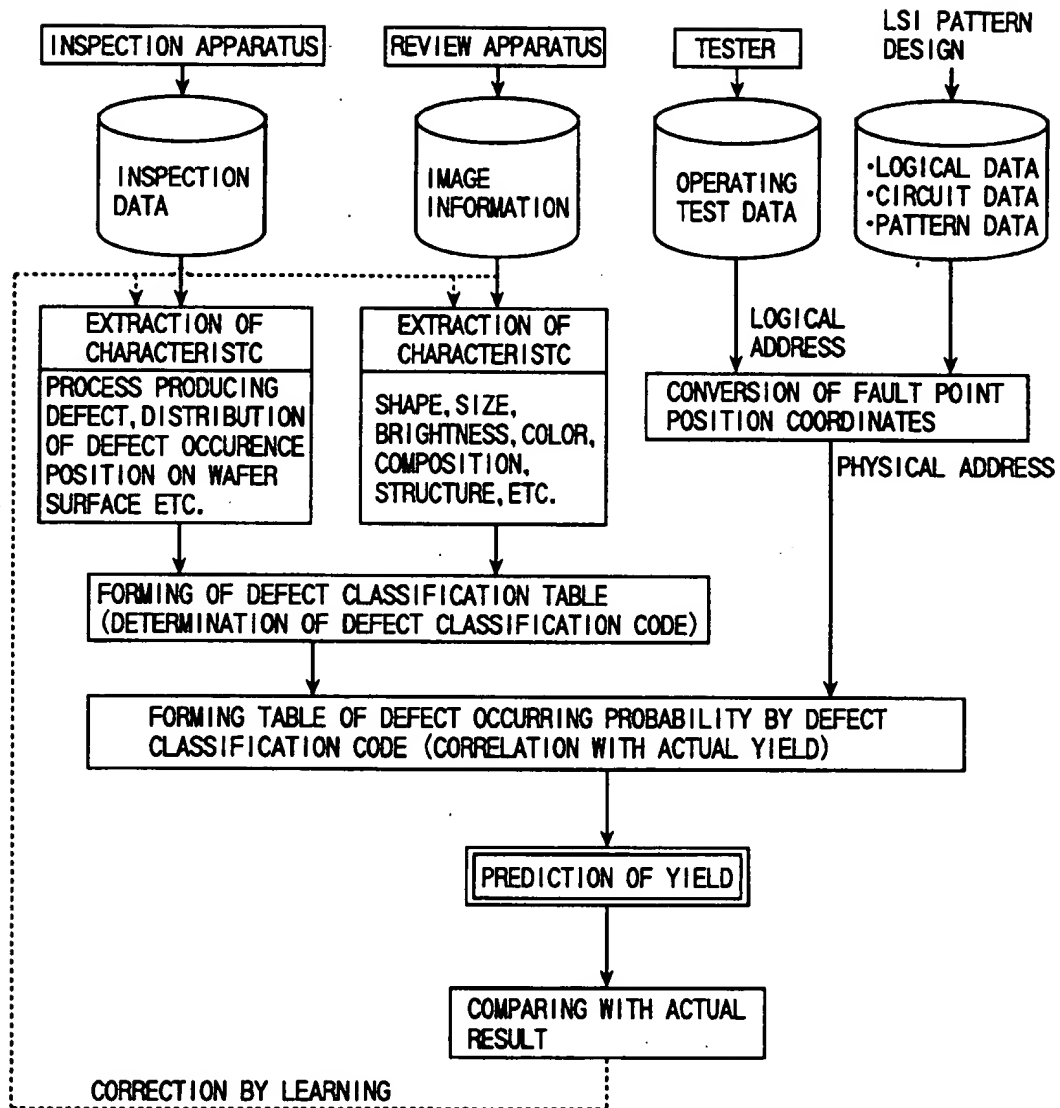 INSPECTION APPARATUS
REVIEW APPARATUS
TESTER
LSI PATTERN
DESIGN
INSPECTION
DATA
IMAGE
INFORMATION
OPERATING
TEST DATA
•LOGICAL DATA
•CIRCUIT DATA
•PATTERN DATA
EXTRACTION OF
CHARACTERISTC
PROCESS PRODUCING
DEFECT, DISTRIBUTION
OF DEFECT OCCURENCE
POSITION ON WAFER
SURFACE ETC.
EXTRACTION OF
CHARACTERISTC
SHAPE, SIZE,
BRIGHTNESS, COLOR,
COMPOSITION,
STRUCTURE, ETC.
LOGICAL
ADDRESS
CONVERSION OF FAULT POINT
POSITION COORDINATES
PHYSICAL ADDRESS
FORMING OF DEFECT CLASSIFICATION TABLE
(DETERMINATION OF DEFECT CLASSIFICATION CODE)
FORMING TABLE OF DEFECT OCCURRING PROBABILITY BY DEFECT
CLASSIFICATION CODE (CORRELATION WITH ACTUAL YIELD)
PREDICTION OF YIELD
COMPARING WITH ACTUAL
RESULT
CORRECTION BY LEARNING